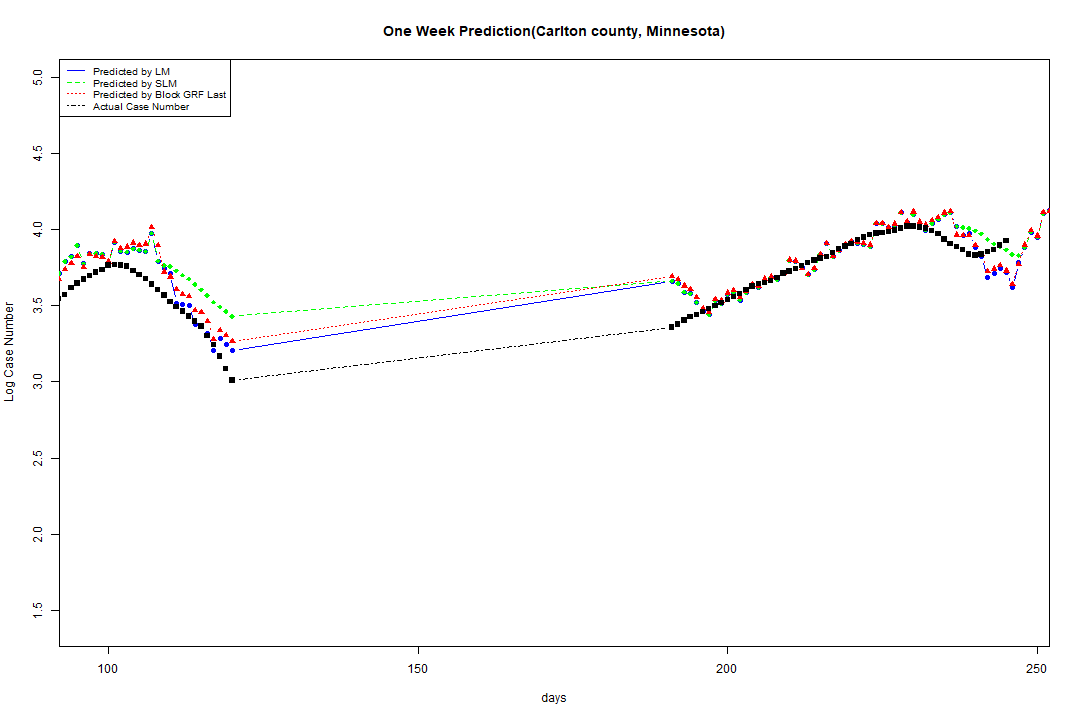 One Week Prediction(Carlton county, Minnesota)
Predicted by LM
Predicted by SLM
Predicted by Block GRF Last
Actual Case Number
5.0
4.5
4.0
3.5
3.0
2.5
2.0
1.5
Log Case Number
100
150
200
250
days